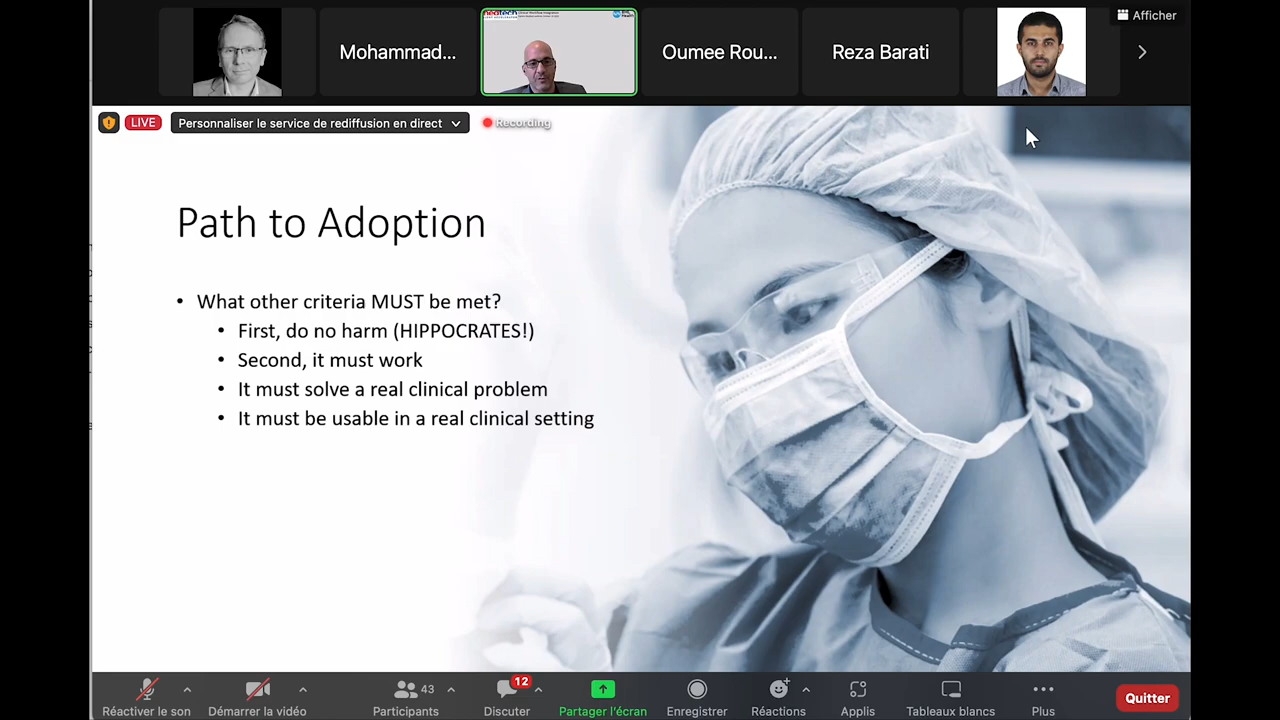 Afficher
Mohammad...
Oumee Rou...
Reza Barati
LIVE
Personnaliser le service de rediffusion en direct
Recording
Path to Adoption
• What other criteria MUST be met?
• First, do no harm (HIPPOCRATES!)
• Second, it must work
• It must solve a real clinical problem
• It must be usable in a real clinical setting
43
12
Réactiver le son
Démarrer la vidéo
Participants
Discuter
Partager l'écran
Enregistrer
Réactions
Applis
Tableaux blancs
Plus
Quitter